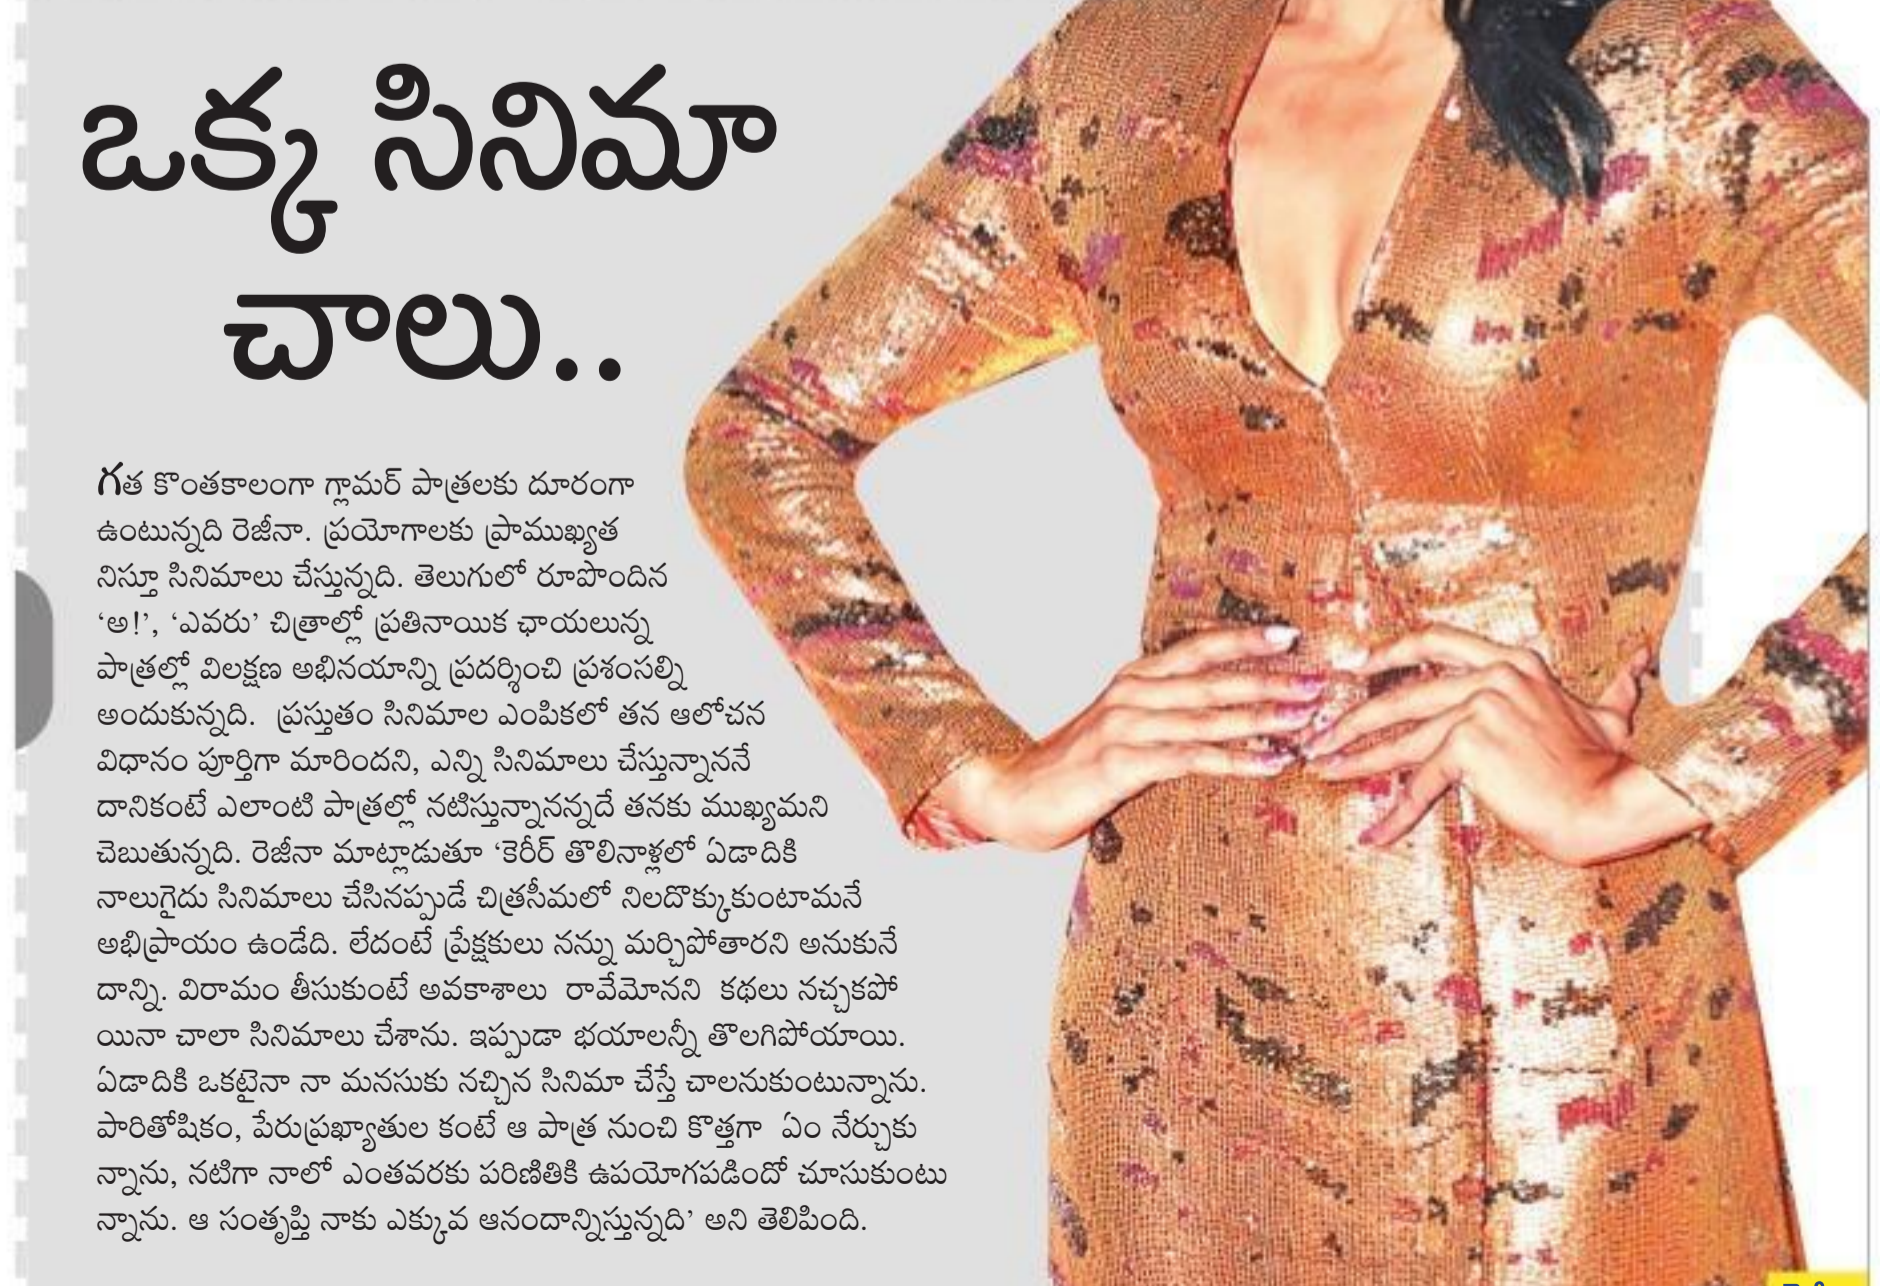 ఒక్క సినిమా
చాలు..
గత కొంతకాలంగా గ్లామర్ పాత్రలకు దూరంగా
ఉంటున్నది రెజీనా. ప్రయోగాలకు ప్రాముఖ్యత
నిస్తూ సినిమాలు చేస్తున్నది. తెలుగులో రూపొందిన
‘అ!’, ‘ఎవరు’ చిత్రాల్లో ప్రతినాయిక ఛాయలున్న
పాత్రల్లో విలక్షణ అభినయాన్ని ప్రదర్శించి ప్రశంసల్ని
అందుకున్నది. ప్రస్తుతం సినిమాల ఎంపికలో తన ఆలోచన
విధానం పూర్తిగా మారిందని, ఎన్ని సినిమాలు చేస్తున్నాననే
దానికంటే ఎలాంటి పాత్రల్లో నటిస్తున్నానన్నదే తనకు ముఖ్యమని
చెబుతున్నది. రెజీనా మాట్లాడుతూ ‘కెరీర్ తొలినాళ్లలో ఏడాదికి
నాలుగైదు సినిమాలు చేసినప్పుడే చిత్రసీమలో నిలదొక్కుకుంటామనే
అభిప్రాయం ఉండేది. లేదంటే ప్రేక్షకులు నన్ను మర్చిపోతారని అనుకునే
దాన్ని. విరామం తీసుకుంటే అవకాశాలు రావేమోనని కథలు నచ్చకపో
యినా చాలా సినిమాలు చేశాను. ఇప్పుడా భయాలన్నీ తొలగిపోయాయి.
ఏడాదికి ఒకటైనా నా మనసుకు నచ్చిన సినిమా చేస్తే చాలనుకుంటున్నాను.
పారితోషికం, పేరుప్రఖ్యాతుల కంటే ఆ పాత్ర నుంచి కొత్తగా ఏం నేర్చుకు
న్నాను, నటిగా నాలో ఎంతవరకు పరిణితికి ఉపయోగపడిందో చూసుకుంటు
న్నాను. ఆ సంతృప్తి నాకు ఎక్కువ ఆనందాన్నిస్తున్నది’ అని తెలిపింది.